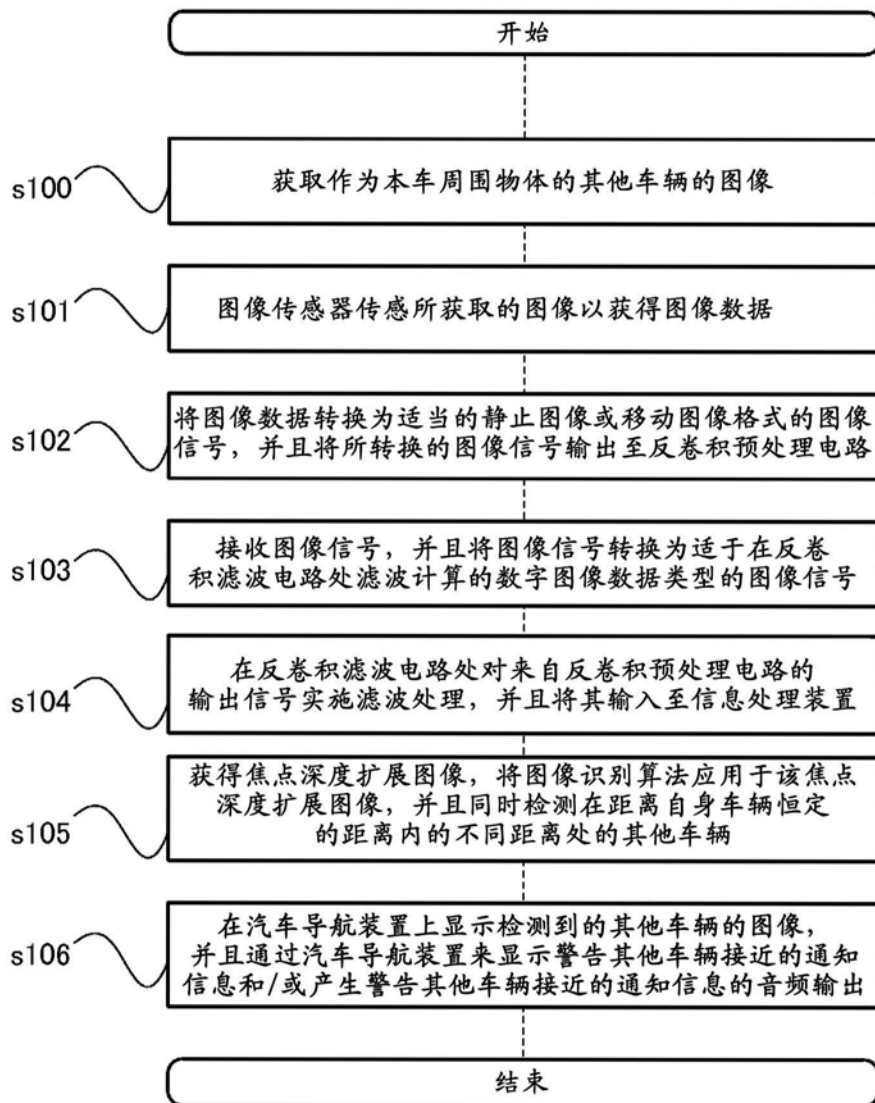 开始
s100
获取作为本车周围物体的其他车辆的图像
s101
图像传感器传感所获取的图像以获得图像数据
s102
将图像数据转换为适当的静止图像或移动图像格式的图像
信号，并且将所转换的图像信号输出至反卷积预处理电路
s103
接收图像信号，并且将图像信号转换为适于在反卷
积滤波电路处滤波计算的数字图像数据类型的图像信号
s104
在反卷积滤波电路处对来自反卷积预处理电路的
输出信号实施滤波处理，并且将其输入至信息处理装置
s105
获得焦点深度扩展图像，将图像识别算法应用于该焦点
深度扩展图像，并且同时检测在距离自身车辆恒定
的距离内的不同距离处的其他车辆
s106
在汽车导航装置上显示检测到的其他车辆的图像，
并且通过汽车导航装置来显示警告其他车辆接近的通知
信息和/或产生警告其他车辆接近的通知信息的音频输出
结束